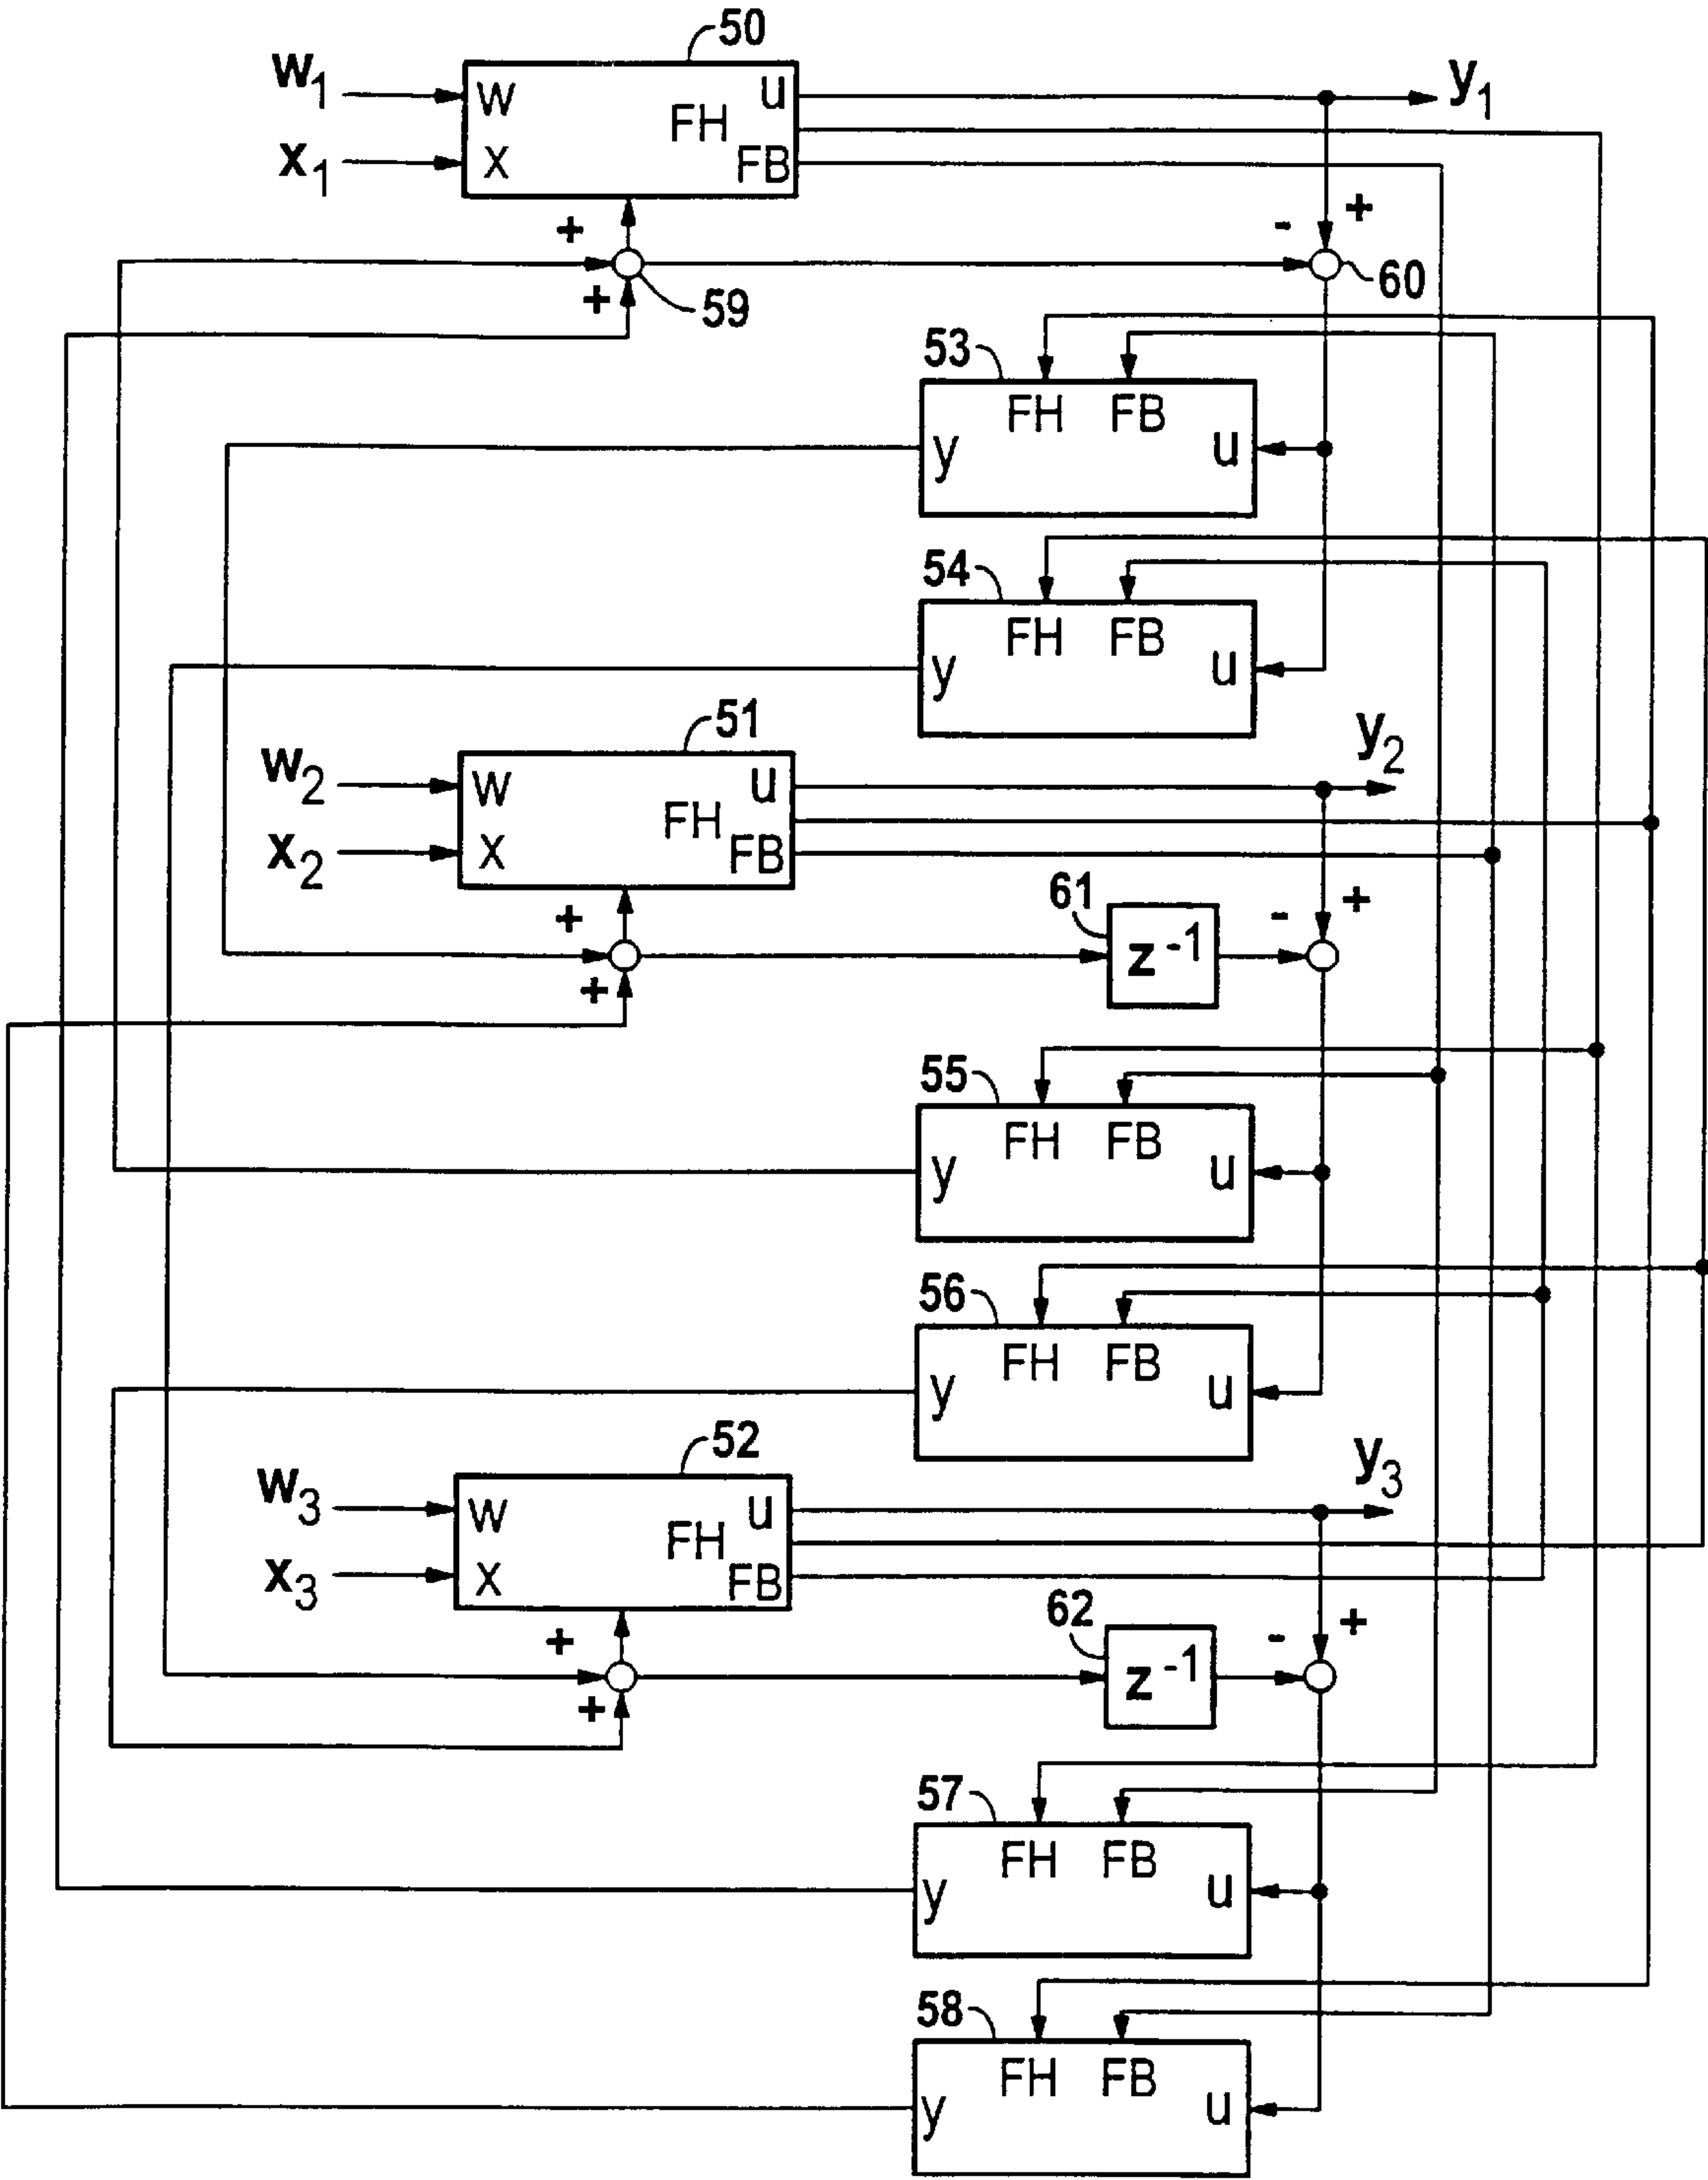 50
w1 W u y1
FH
x1 X FB
+ - +
+ 59 60
53
FH FB
y u
54
FH FB
y u
51
w2 W u y2
FH
x2 X FB
61
+ - +
z -1
+
55
FH FB
y u
56
FH FB
y u
52
w3 W u y3
FH
x3 X FB
62
+ - +
z -1
+
57
FH FB
y u
58
FH FB
y u